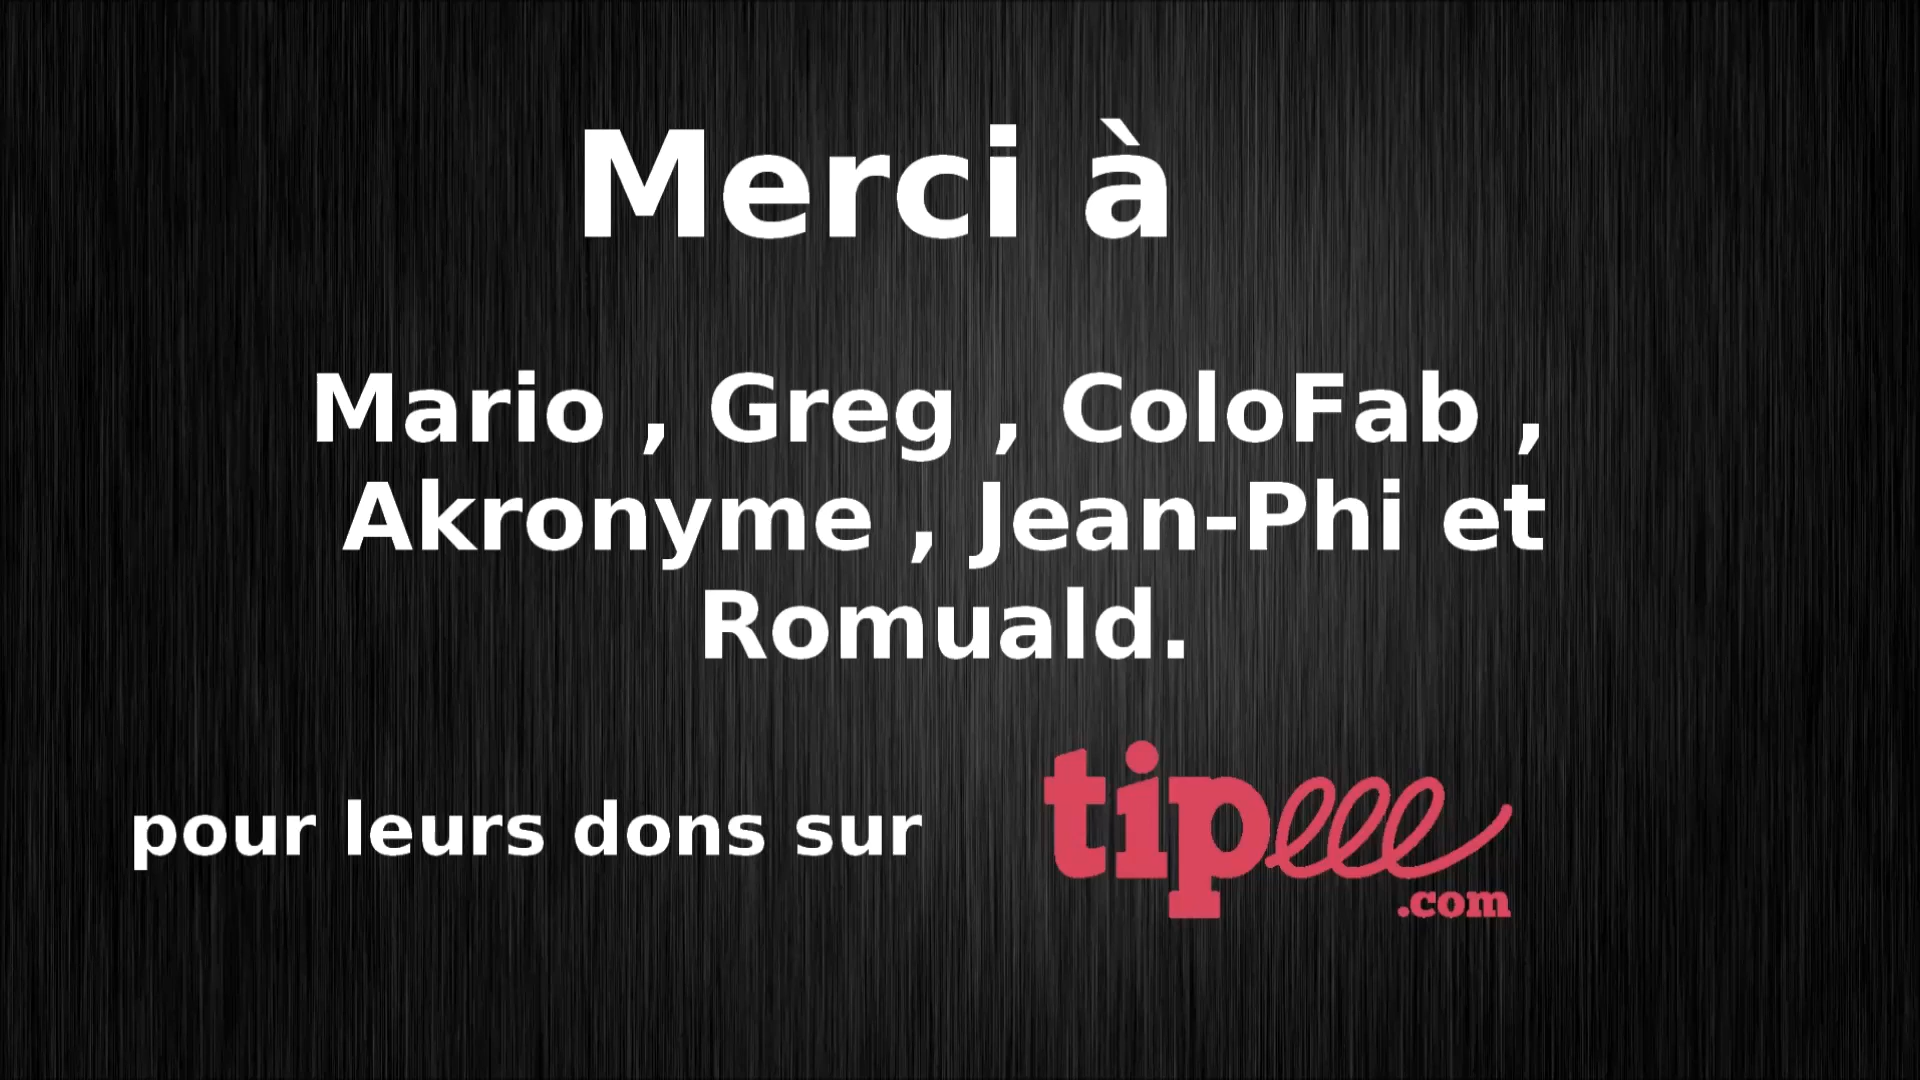 Merci à
Mario , Greg , ColoFab ,
Akronyme , Jean-Phi et
Romuald.
pour leurs dons sur
tipeee
.com